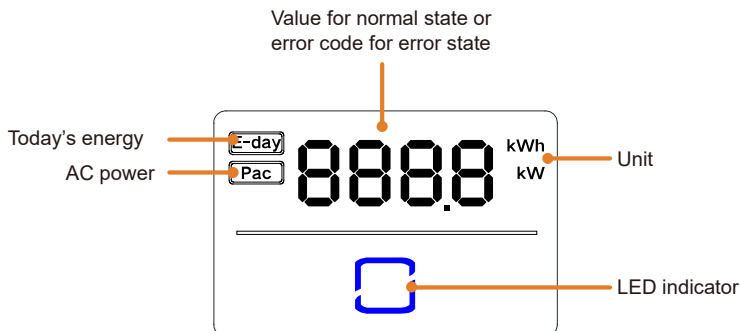 Value for normal state or
error code for error state
Today's energy
E-day
8888.8
kWh
AC power
Pac
kW
Unit
LED indicator